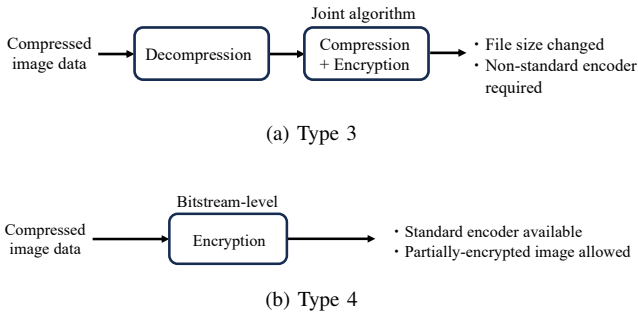 Joint algorithm
Compressed
image data
Decompression
Compression
+ Encryption
・File size changed
・Non-standard encoder
required
(a) Type 3
Bitstream-level
Compressed
image data
Encryption
・Standard encoder available
・Partially-encrypted image allowed
(b) Type 4